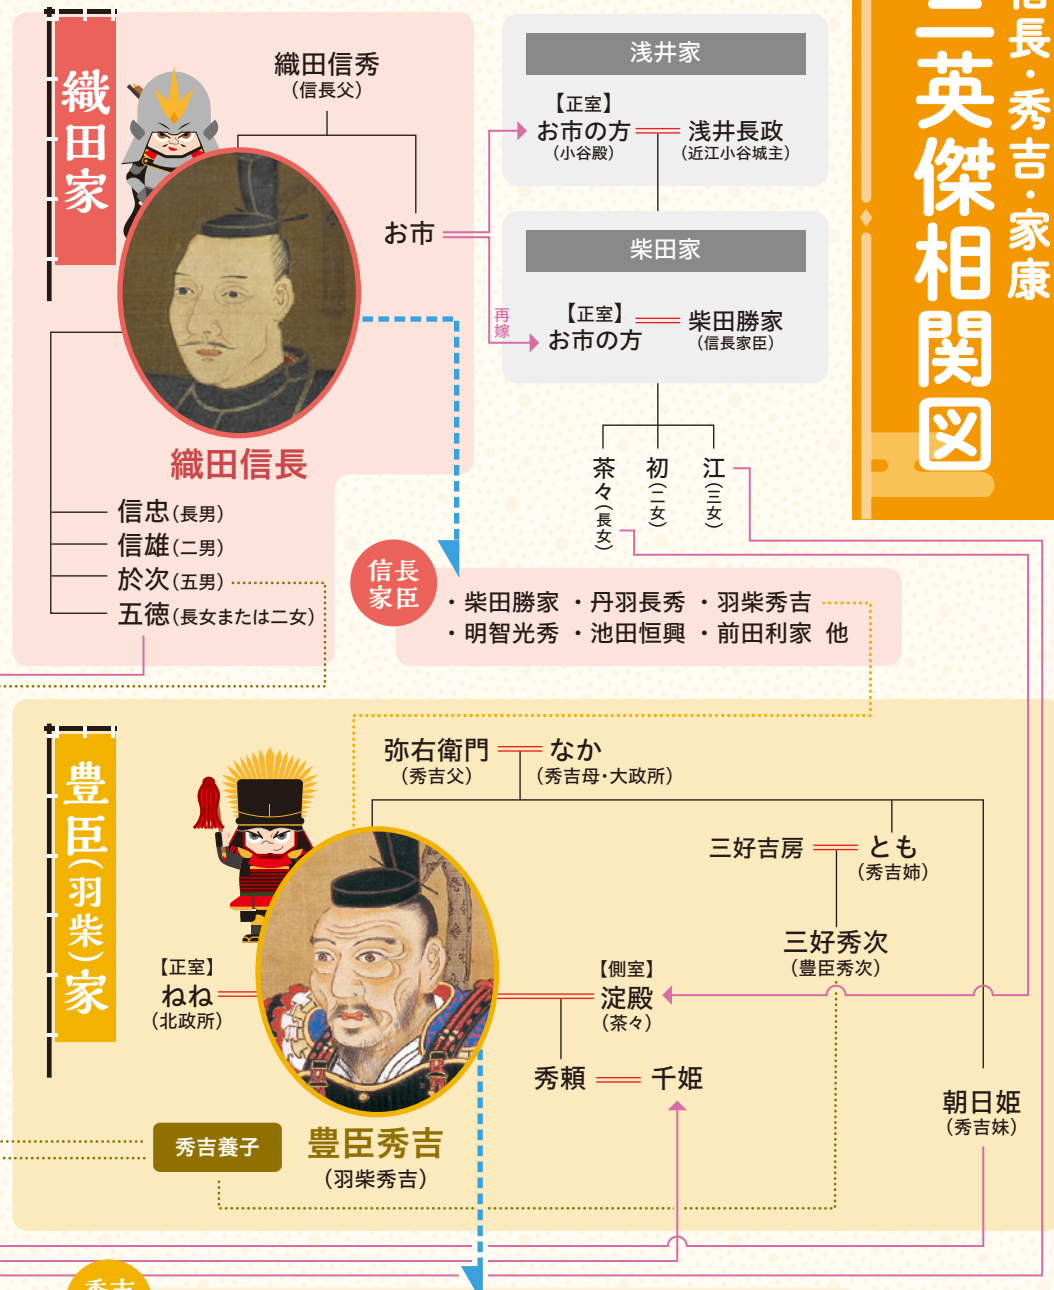 信長・秀吉・家康
三英傑相関図
織田家
織田信秀
(信長父)
お市
織田信長
信忠(長男)
信雄(二男)
於次(五男)
五徳(長女または二女)
浅井家
【正室】
お市の方
(小谷殿)
浅井長政
(近江小谷城主)
柴田家
再嫁
【正室】
お市の方
柴田勝家
(信長家臣)
茶々(長女)
初(二女)
江(三女)
信長
家臣
・柴田勝家 ・丹羽長秀 ・羽柴秀吉
・明智光秀 ・池田恒興 ・前田利家 他
豊臣(羽柴)家
弥右衛門
(秀吉父)
なか
(秀吉母・大政所)
三好吉房
とも
(秀吉姉)
三好秀次
(豊臣秀次)
【正室】
ねね
(北政所)
【側室】
淀殿
(茶々)
秀頼
千姫
朝日姫
(秀吉妹)
秀吉養子
豊臣秀吉
(羽柴秀吉)
秀吉